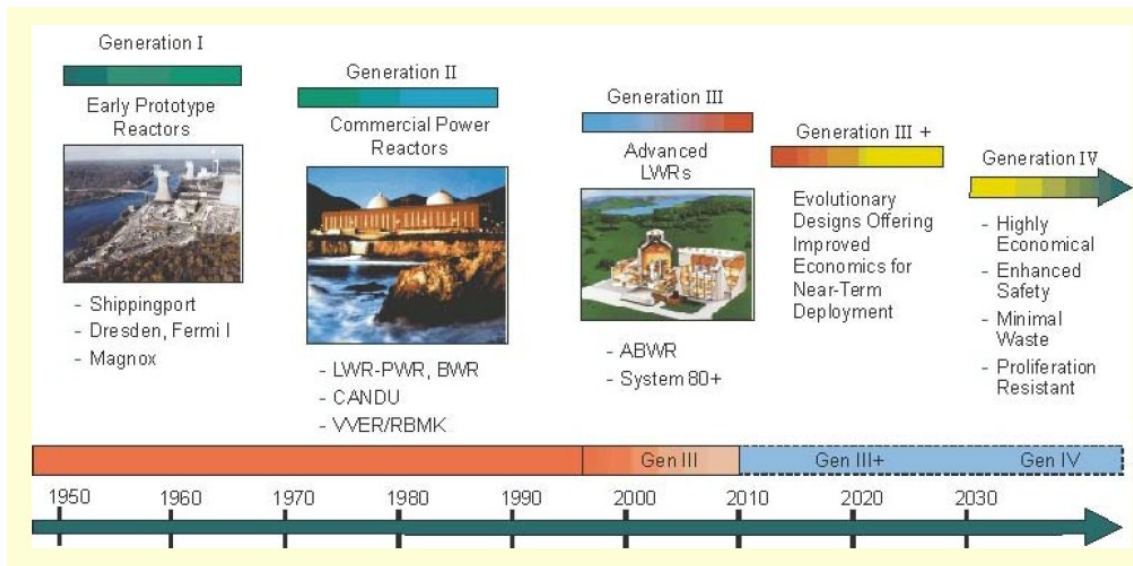 Generation I
Early Prototype
Reactors
- Shippingport
- Dresden, Fermi I
- Magnox
Generation II
Commercial Power
Reactors
- LWR-PWR, BWR
- CANDU
- VVER/RBMK
Generation III
Advanced
LWRs
- ABWR
- System 80+
Generation III +
Evolutionary
Designs Offering
Improved
Economics for
Near-Term
Deployment
Generation IV
- Highly
Economical
- Enhanced
Safety
- Minimal
Waste
- Proliferation
Resistant
Gen III
Gen III+
Gen IV
1950
1960
1970
1980
1990
2000
2010
2020
2030